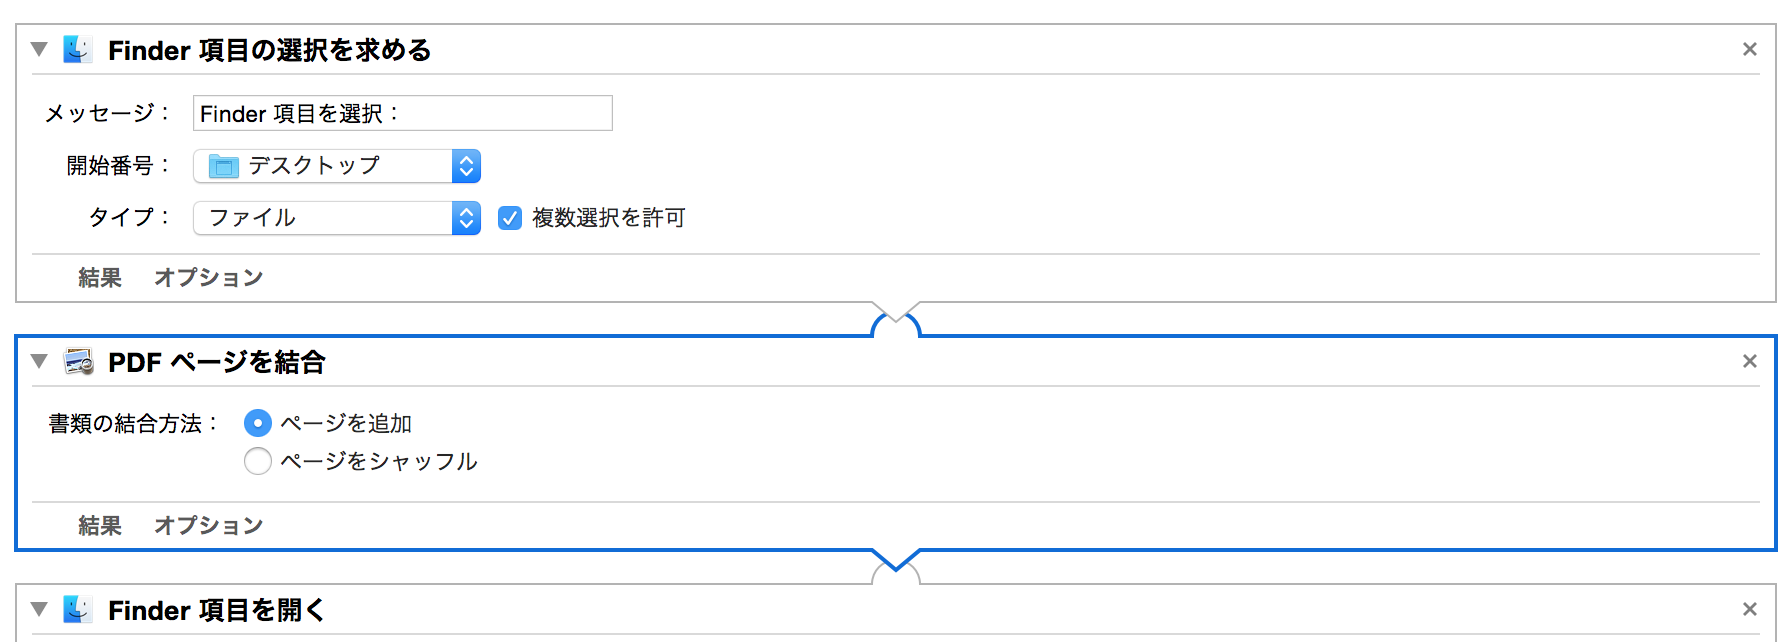 Finder 項目の選択を求める
メッセージ： Finder 項目を選択：
開始番号： デスクトップ
タイプ： ファイル 複数選択を許可
結果 オプション
PDF ページを結合
書類の結合方法： ページを追加
ページをシャッフル
結果 オプション
Finder 項目を開く